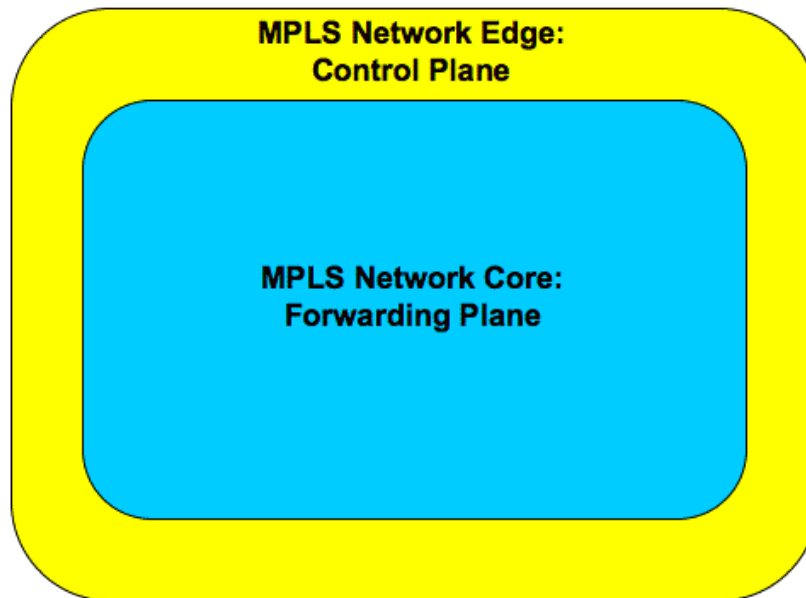 MPLS Network Edge:
Control Plane
MPLS Network Core:
Forwarding Plane